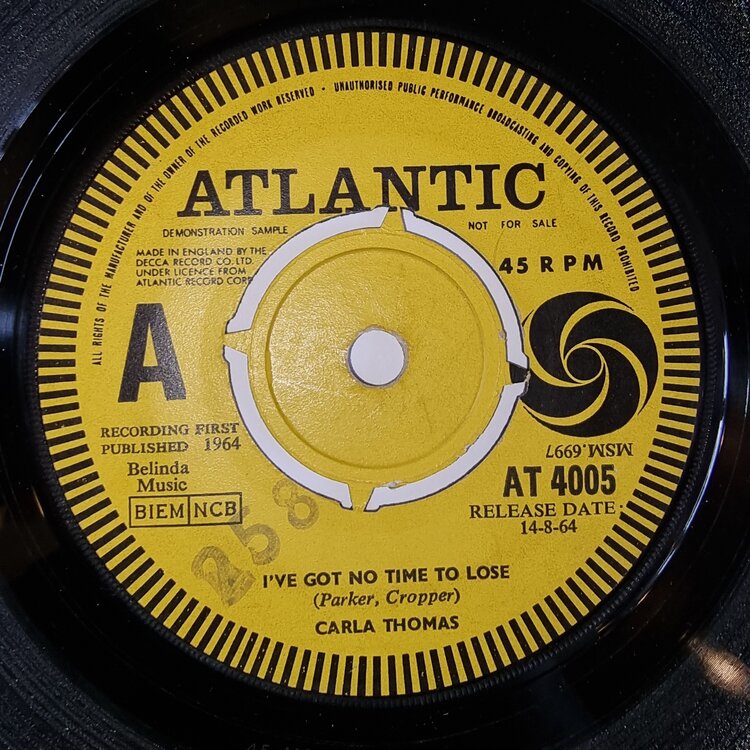 ALL RIGHTS OF THE MANUFACTURER AND OF THE OWNER OF THE RECORDED WORK RESERVED · UNAUTHORISED PUBLIC PERFORMANCE BROADCASTING AND COPYING OF THIS RECORD PROHIBITED
ATLANTIC
DEMONSTRATION SAMPLE
NOT FOR SALE
MADE IN ENGLAND BY THE
DECCA RECORD CO. LTD.
UNDER LICENCE FROM
ATLANTIC RECORD CORP
45 RPM
A
RECORDING FIRST
PUBLISHED 1964
Belinda
Music
BIEM NCB
MSM.6997
AT 4005
RELEASE DATE:
14-8-64
258
I'VE GOT NO TIME TO LOSE
(Parker, Cropper)
CARLA THOMAS